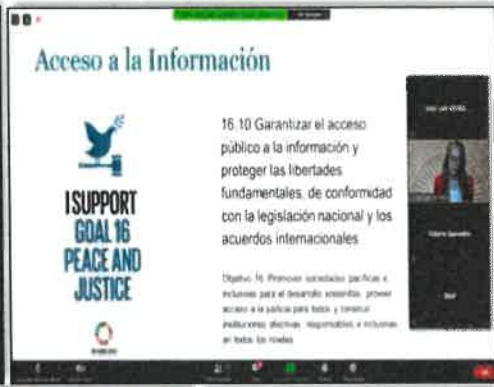 Acceso a la Información
I SUPPORT
GOAL 16
PEACE AND
JUSTICE
16.10 Garantizar el acceso
público a la información y
proteger las libertades
fundamentales, de conformidad
con la legislación nacional y los
acuerdos internacionales
Objetivo 16 Promover sociedades pacíficas e
inclusivas para el desarrollo sostenible, proveer
acceso a la justicia para todos y construir
instituciones efectivas, responsables e inclusivas
en todos los niveles